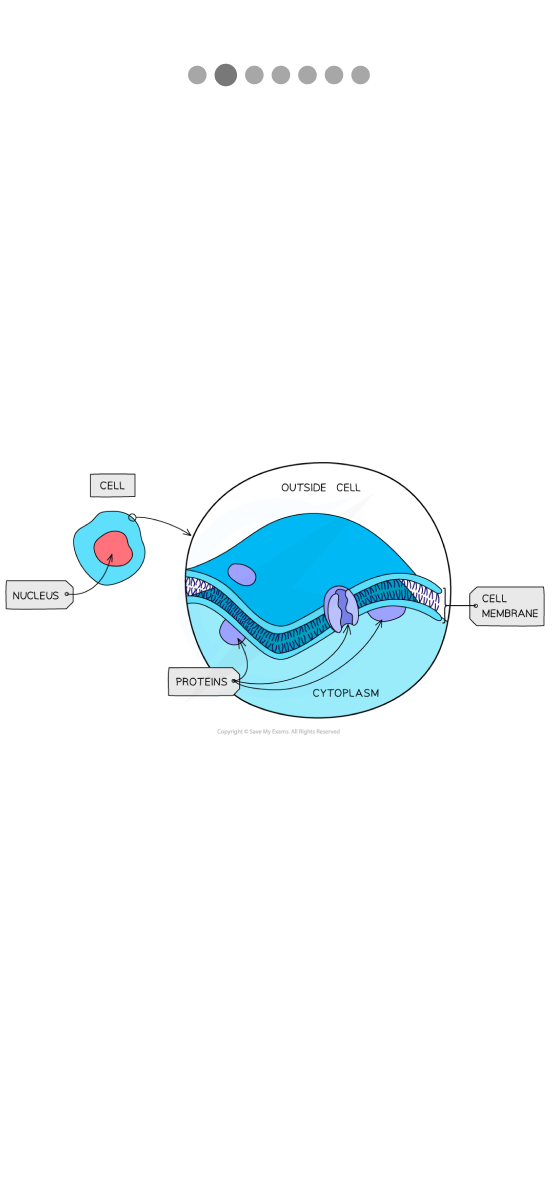 OUTSIDE CELL
CELL
NUCLEUS
CELL
MEMBRANE
PROTEINS
CYTOPLASM
Copyright © Save My Exams. All Rights Reserved